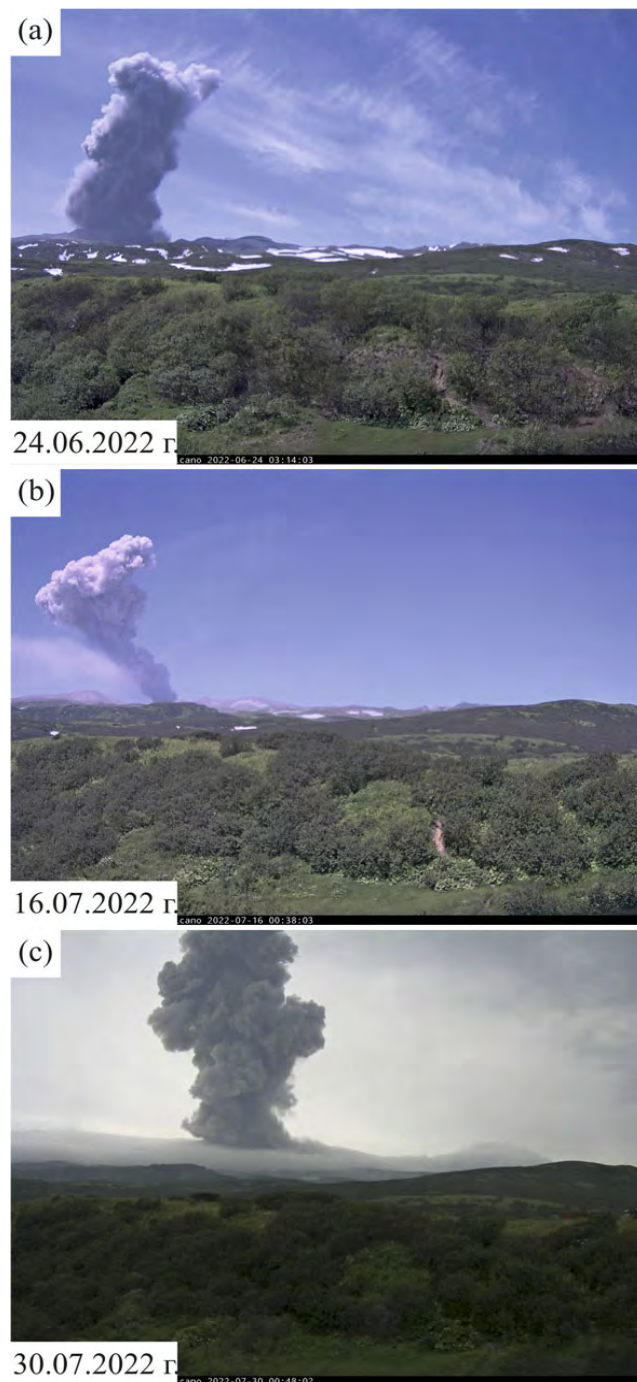 (a)
24.06.2022 г.
cano 2022-06-24 03:14:03
(b)
16.07.2022 г.
cano 2022-07-16 00:38:03
(c)
30.07.2022 г.
cano 2022-07-30 00:48:02